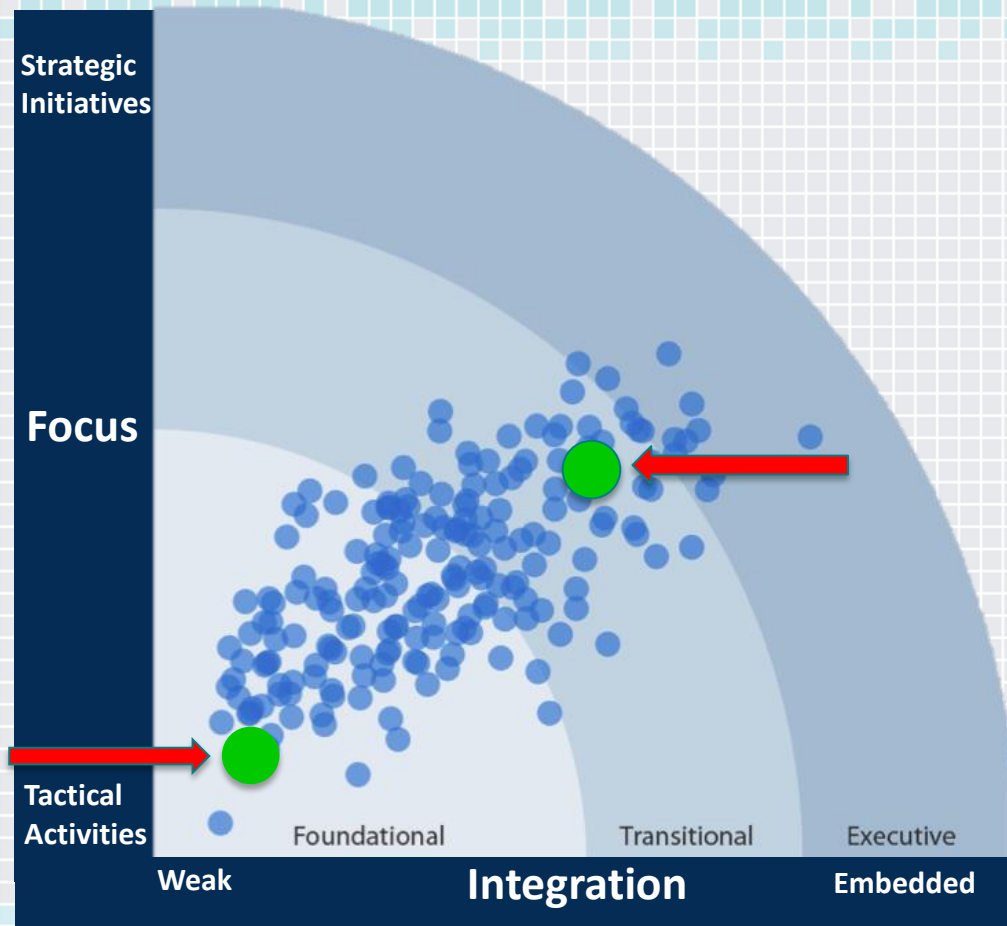 Strategic
Initiatives
Focus
Tactical
Activities
Foundational
Transitional
Executive
Weak
Integration
Embedded